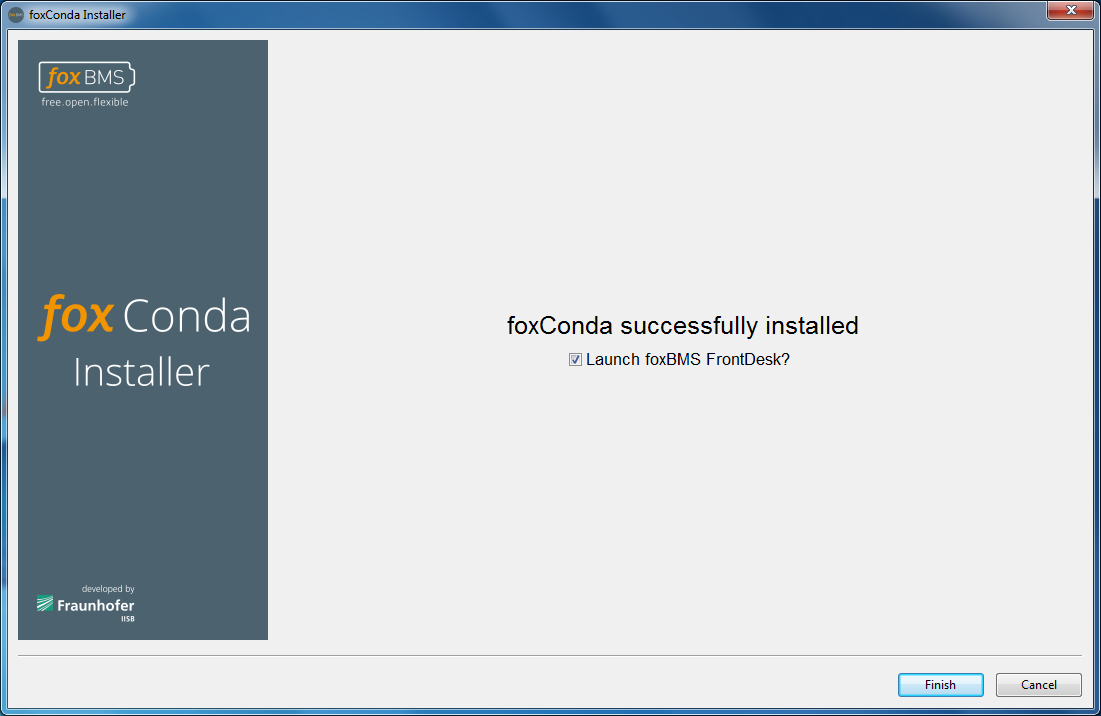 foxConda Installer
fox BMS
free.open.flexible
fox Conda
Installer
developed by
Fraunhofer
IISB
foxConda successfully installed
Launch foxBMS FrontDesk?
Finish
Cancel